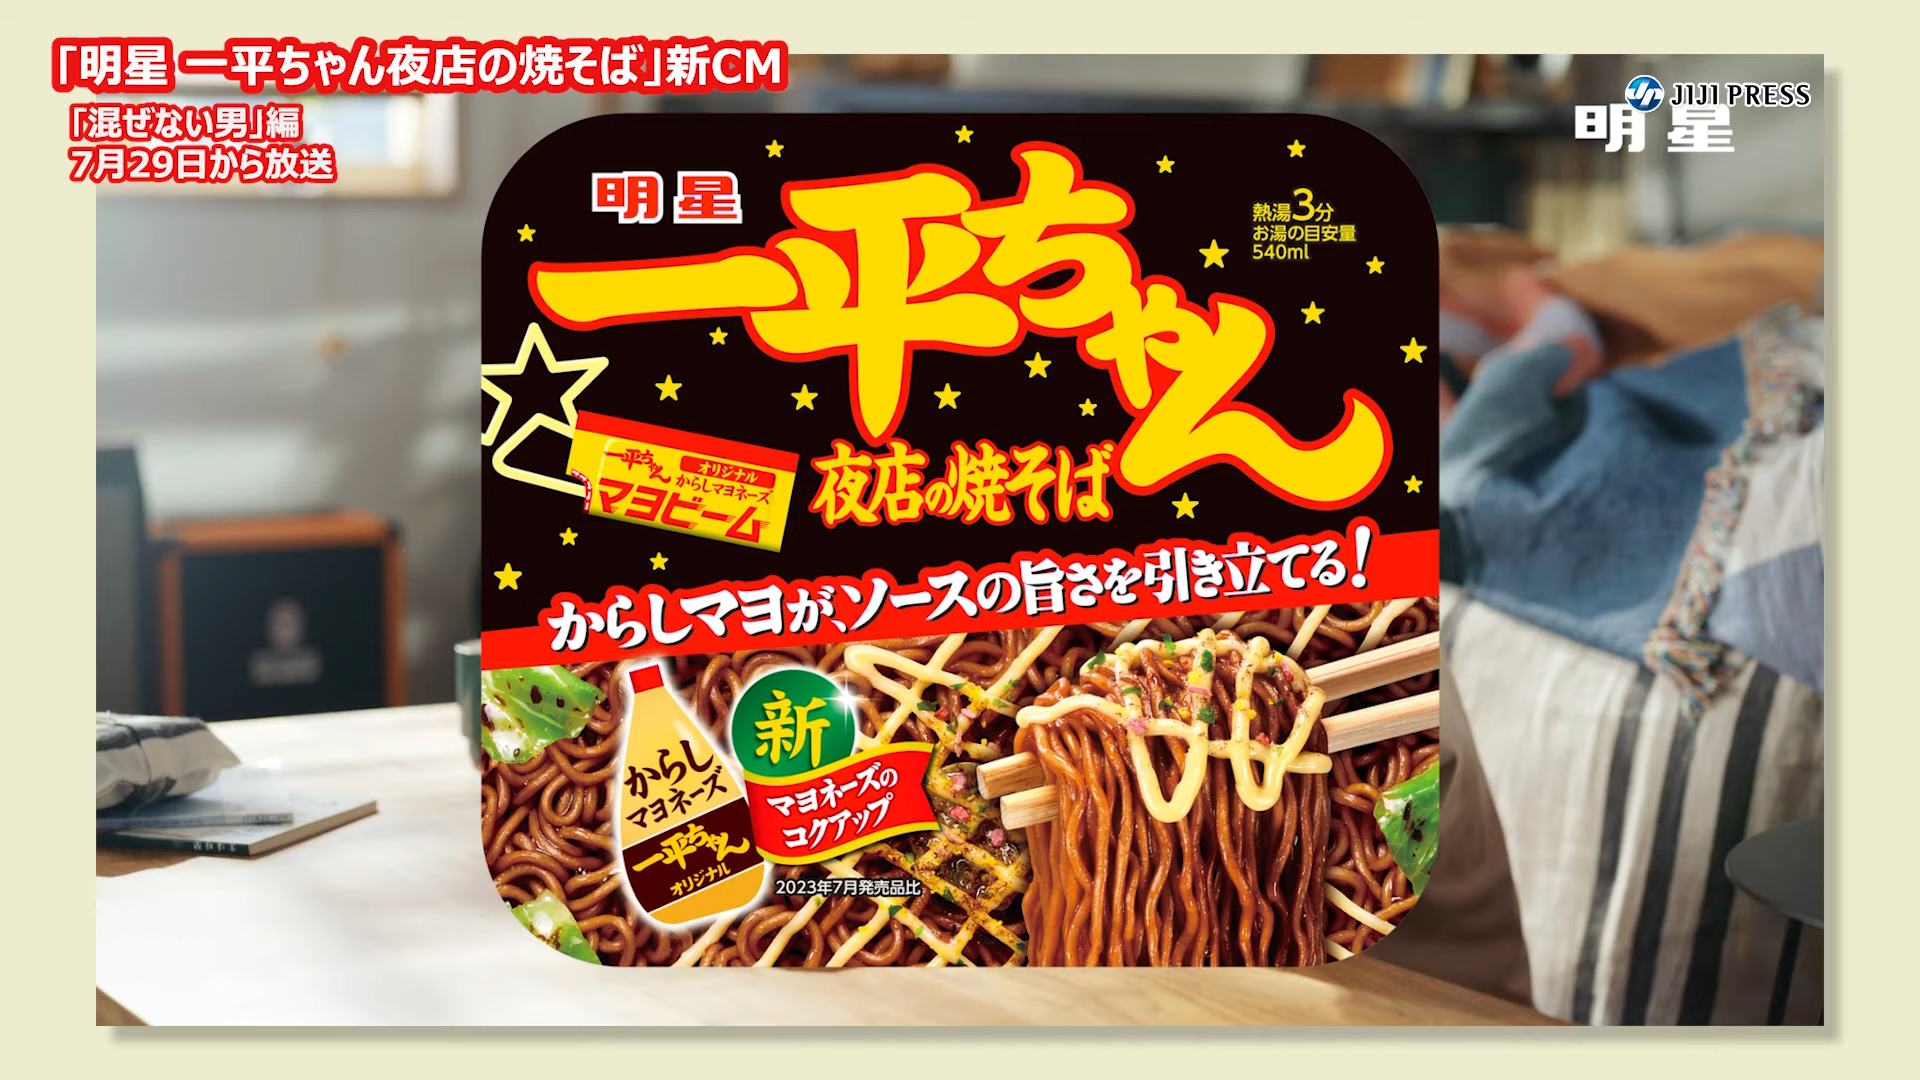 「明星 一平ちゃん夜店の焼そば」新CM
「混ぜない男」編
7月29日から放送
JIJI PRESS
明星
明星
一平ちゃん
熱湯3分
お湯の目安量
540ml
夜店の焼そば
一平ちゃん
オリジナル
からしマヨネーズ
マヨビーム
からしマヨが、ソースの旨さを引き立てる!
からし
マヨネーズ
一平ちゃん
オリジナル
新
マヨネーズの
コクアップ
2023年7月発売品比